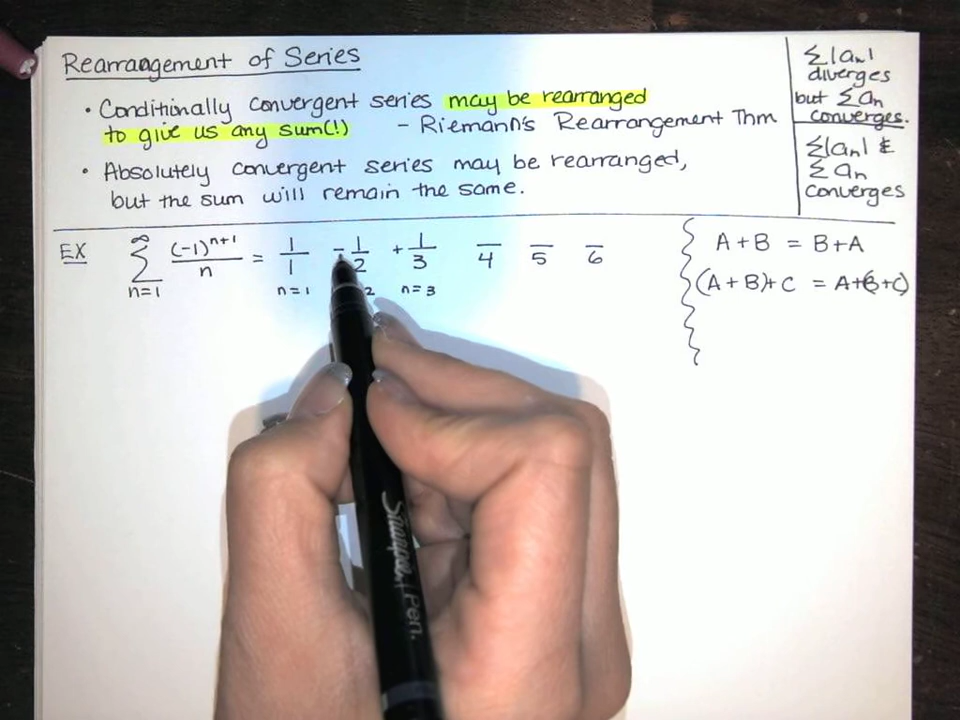 Rearrangement of Series
• Conditionally convergent series may be rearranged
to give us any sum(!) - Riemann's Rearrangement Thm
• Absolutely convergent series may be rearranged,
but the sum will remain the same.
Σ|aₙ|
diverges
but Σaₙ
converges.
Σ|aₙ| &
Σaₙ
converges
EX ∞ Σ n=1 (-1)ⁿ⁺¹/n = 1/1 - 1/2 + 1/3 —/4 —/5 —/6
n=1 2 n=3
A+B = B+A
(A+B)+C = A+(B+C)
Sharpie | Pen.